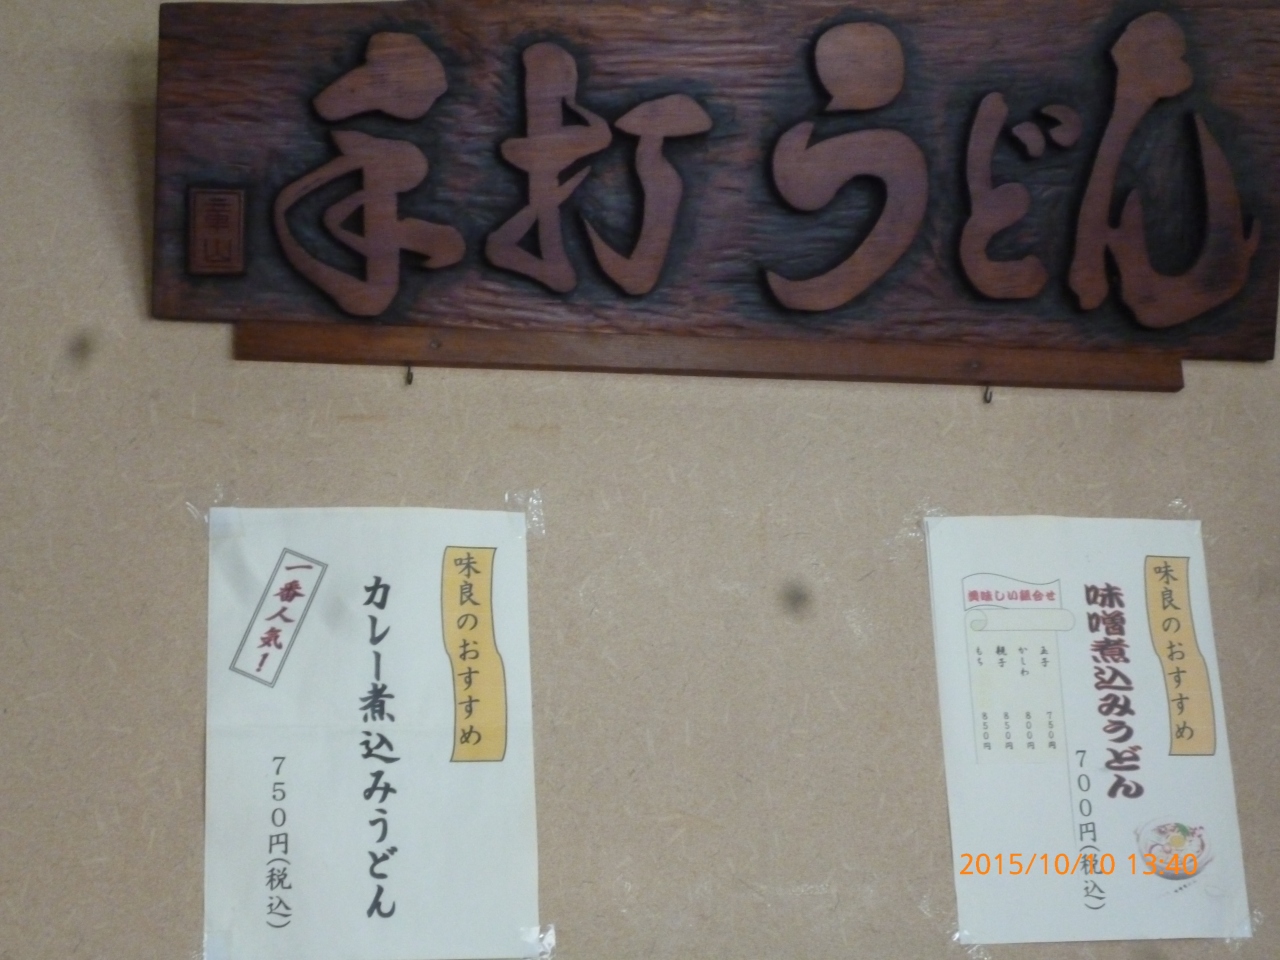 手打うどん
味良のおすすめ
カレー煮込みうどん
750円(税込)
一番人気!
味良のおすすめ
味噌煮込みうどん
700円(税込)
美味しい組合せ
玉子 750円
かしわ 800円
親子 850円
もち 850円
2015/10/10 13:40